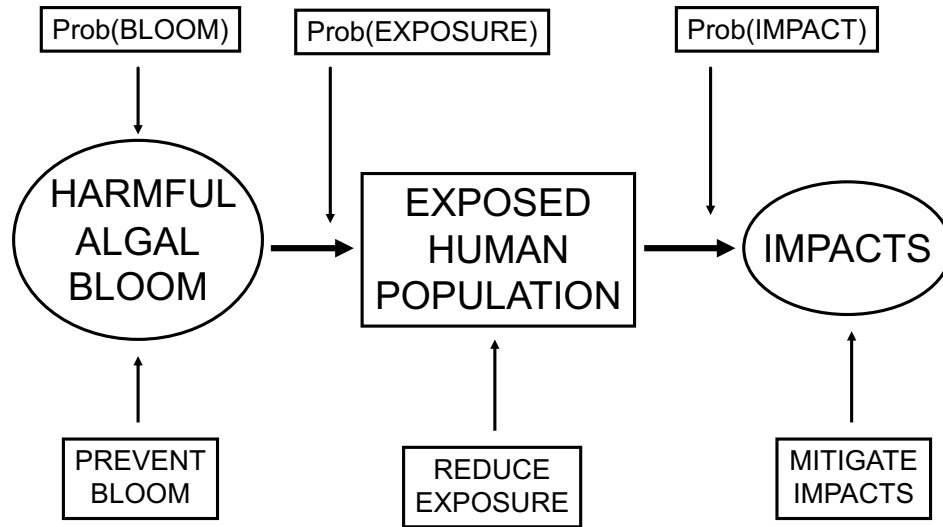 Prob(BLOOM)
Prob(EXPOSURE)
Prob(IMPACT)
HARMFUL
ALGAL
BLOOM
EXPOSED
HUMAN
POPULATION
IMPACTS
PREVENT
BLOOM
REDUCE
EXPOSURE
MITIGATE
IMPACTS